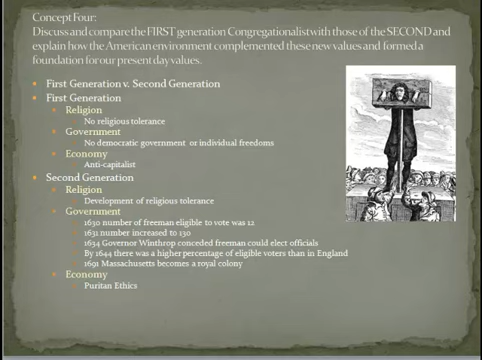 Concept Four:
Discuss and compare the FIRST generation Congregationalist with those of the SECOND and
explain how the American environment complemented these new values and formed a
foundation for our present day values.
First Generation v. Second Generation
First Generation
Religion
No religious tolerance
Government
No democratic government or individual freedoms
Economy
Anti-capitalist
Second Generation
Religion
Development of religious tolerance
Government
1630 number of freeman eligible to vote was 12
1631 number increased to 130
1634 Governor Winthrop conceded freeman could elect officials
By 1644 there was a higher percentage of eligible voters than in England
1691 Massachusetts becomes a royal colony
Economy
Puritan Ethics